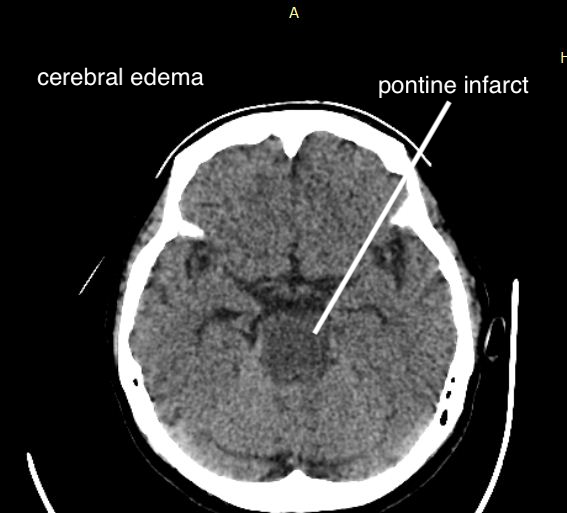 A
H
cerebral edema
pontine infarct